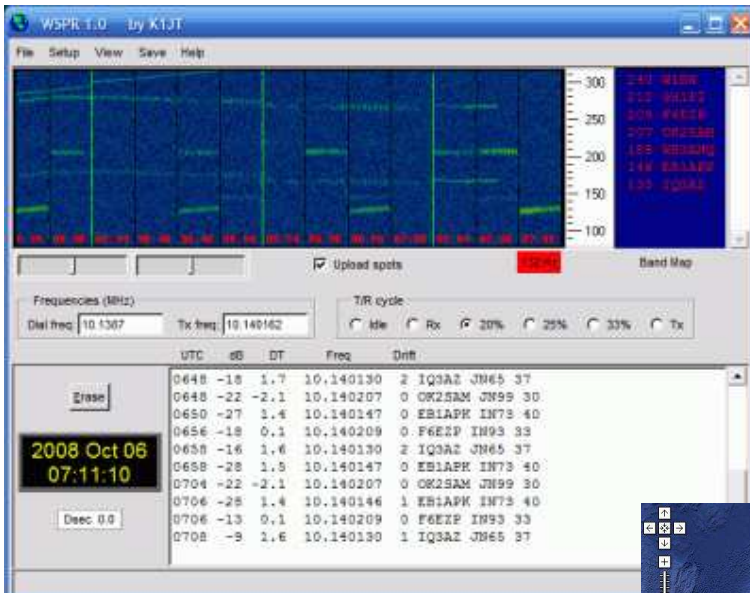 WSPR 1.0 by K1JT
File Setup View Save Help
300
250
200
150
100
Upload spots
Band Map
Frequencies (MHz)
Dial freq: 10.1387 Tx freq: 10.140162
T/R cycle
Idle Rx 20% 25% 33% Tx
UTC dB DT Freq Drift
Erase
2008 Oct 06
07:11:10
Dsec 0.0
0648 -18 1.7 10.140130 2 IQ3AZ JN65 37
0648 -22 -2.1 10.140207 0 OK2SAM JN99 30
0650 -27 1.4 10.140147 0 EB1APK IN73 40
0656 -18 0.1 10.140209 0 F6EZP IN93 33
0658 -16 1.6 10.140130 2 IQ3AZ JN65 37
0658 -28 1.5 10.140147 0 EB1APK IN73 40
0704 -22 -2.1 10.140207 0 OK2SAM JN99 30
0706 -28 1.4 10.140146 1 EB1APK IN73 40
0706 -13 0.1 10.140209 0 F6EZP IN93 33
0708 -9 1.6 10.140130 1 IQ3AZ JN65 37